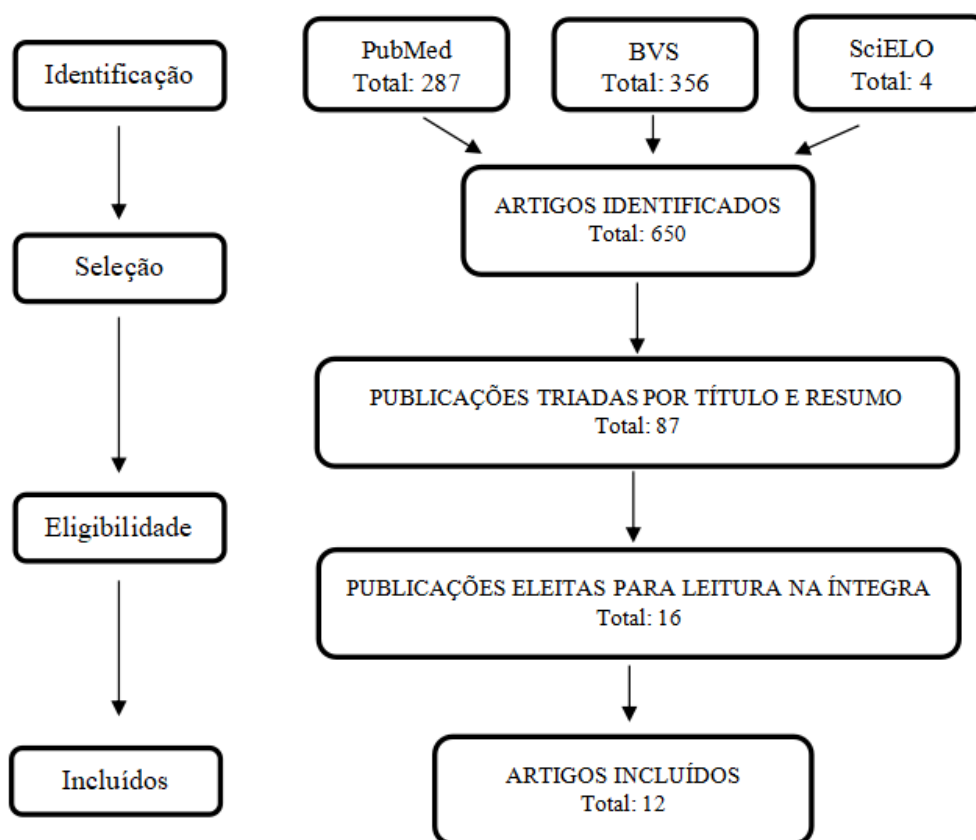 Identificação
PubMed
Total: 287
BVS
Total: 356
SciELO
Total: 4
ARTIGOS IDENTIFICADOS
Total: 650
Seleção
PUBLICAÇÕES TRIADAS POR TÍTULO E RESUMO
Total: 87
Eligibilidade
PUBLICAÇÕES ELEITAS PARA LEITURA NA ÍNTEGRA
Total: 16
Incluídos
ARTIGOS INCLUÍDOS
Total: 12